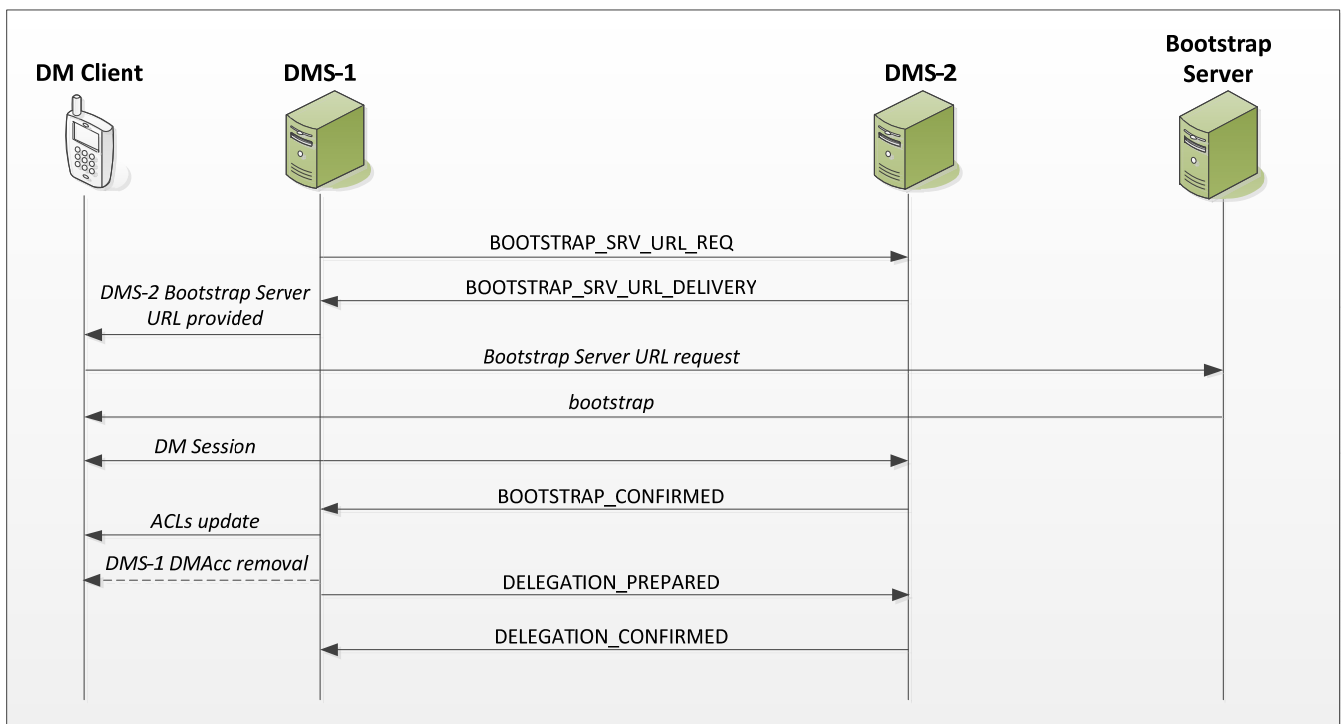 DM Client
DMS-1
DMS-2
Bootstrap
Server
BOOTSTRAP_SRV_URL_REQ
BOOTSTRAP_SRV_URL_DELIVERY
DMS-2 Bootstrap Server
URL provided
Bootstrap Server URL request
bootstrap
DM Session
BOOTSTRAP_CONFIRMED
ACLs update
DMS-1 DMAcc removal
DELEGATION_PREPARED
DELEGATION_CONFIRMED